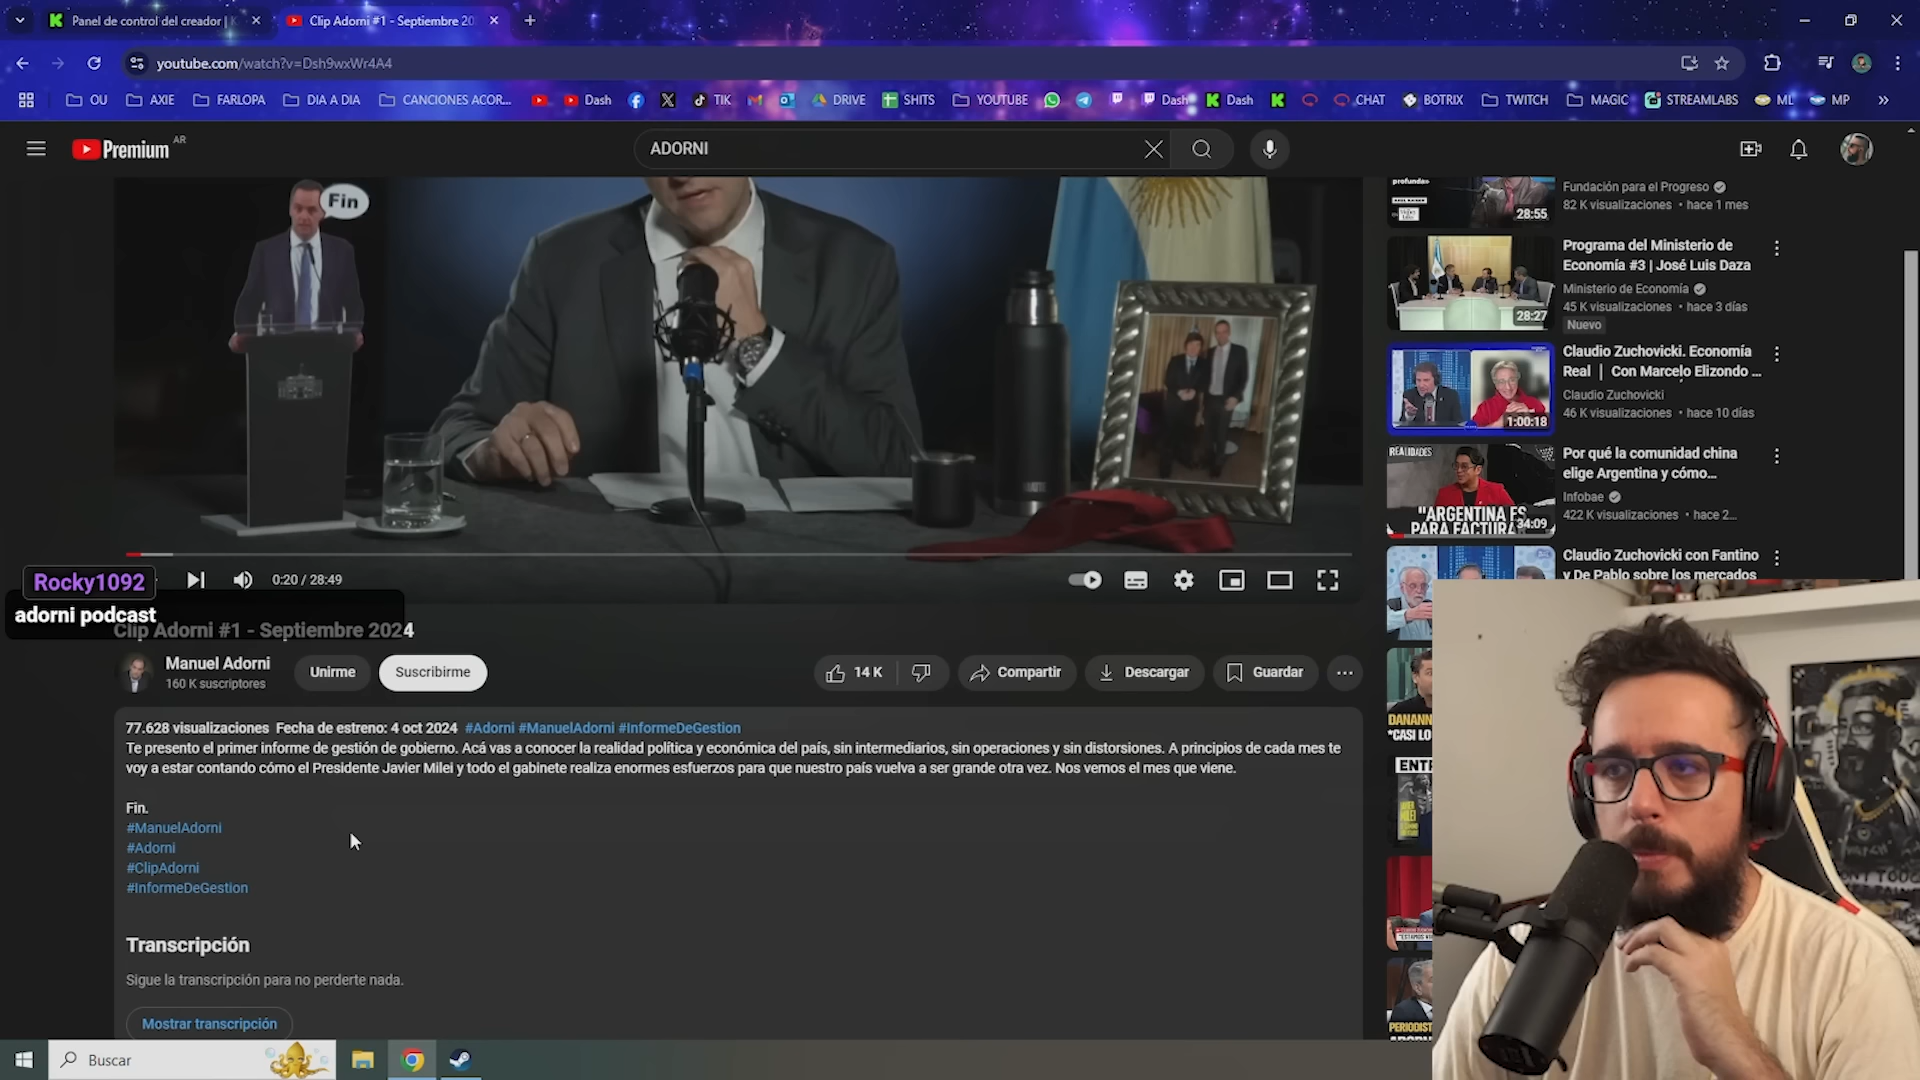 Panel de control del creador |
Clip Adorni #1 - Septiembre 20
youtube.com/watch?v=Dsh9wxWr4A4
OU
AXIE
FARLOPA
DIA A DIA
CANCIONES ACOR...
Dash
TIK
DRIVE
SHITS
YOUTUBE
Dash
Dash
CHAT
BOTRIX
TWITCH
MAGIC
STREAMLABS
ML
MP
Premium AR
ADORNI
Fin
0:20 / 28:49
Rocky1092
adorni podcast
Clip Adorni #1 - Septiembre 2024
Manuel Adorni
160 K suscriptores
Unirme
Suscribirme
14 K
Compartir
Descargar
Guardar
77.628 visualizaciones Fecha de estreno: 4 oct 2024 #Adorni #ManuelAdorni #InformeDeGestion
Te presento el primer informe de gestión de gobierno. Acá vas a conocer la realidad política y económica del país, sin intermediarios, sin operaciones y sin distorsiones. A principios de cada mes te
voy a estar contando cómo el Presidente Javier Milei y todo el gabinete realiza enormes esfuerzos para que nuestro país vuelva a ser grande otra vez. Nos vemos el mes que viene.
Fin.
#ManuelAdorni
#Adorni
#ClipAdorni
#InformeDeGestion
Transcripción
Sigue la transcripción para no perderte nada.
Mostrar transcripción
profunda»
28:55
Fundación para el Progreso
82 K visualizaciones • hace 1 mes
28:27
Programa del Ministerio de
Economía #3 | José Luis Daza
Ministerio de Economía
45 K visualizaciones • hace 3 días
Nuevo
1:00:18
Claudio Zuchovicki. Economía
Real | Con Marcelo Elizondo ...
Claudio Zuchovicki
46 K visualizaciones • hace 10 días
REALIDADES
"ARGENTINA ES
PARA FACTURA
34:09
Por qué la comunidad china
elige Argentina y cómo...
Infobae
422 K visualizaciones • hace 2...
Claudio Zuchovicki con Fantino
y De Pablo sobre los mercados
DANANN
"CASI LO
ENTR
PERIODIST
Buscar